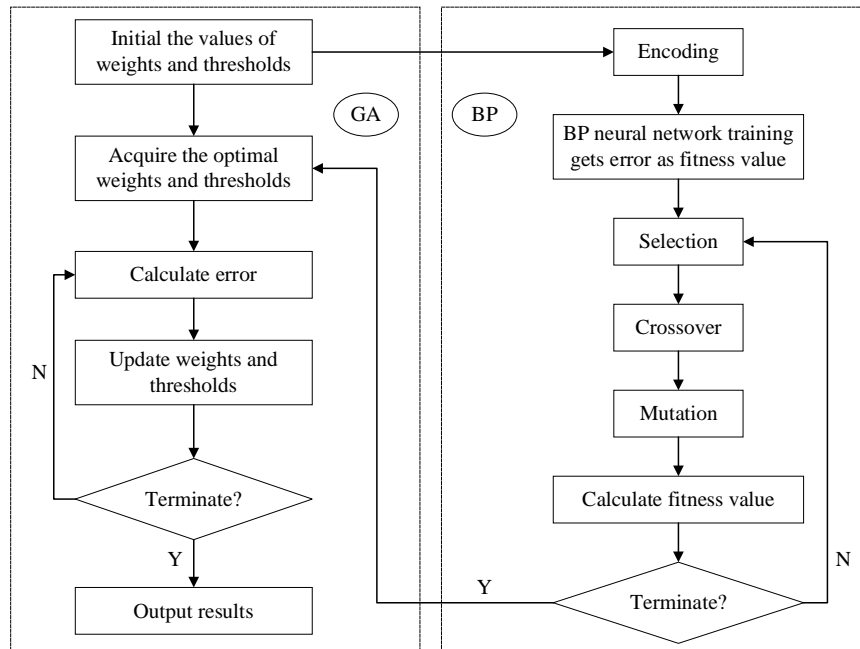 Initial the values of
weights and thresholds
GA
Acquire the optimal
weights and thresholds
Calculate error
Update weights and
thresholds
N
Terminate?
Y
Output results
Encoding
BP
BP neural network training
gets error as fitness value
Selection
Crossover
Mutation
Calculate fitness value
N
Y
Terminate?